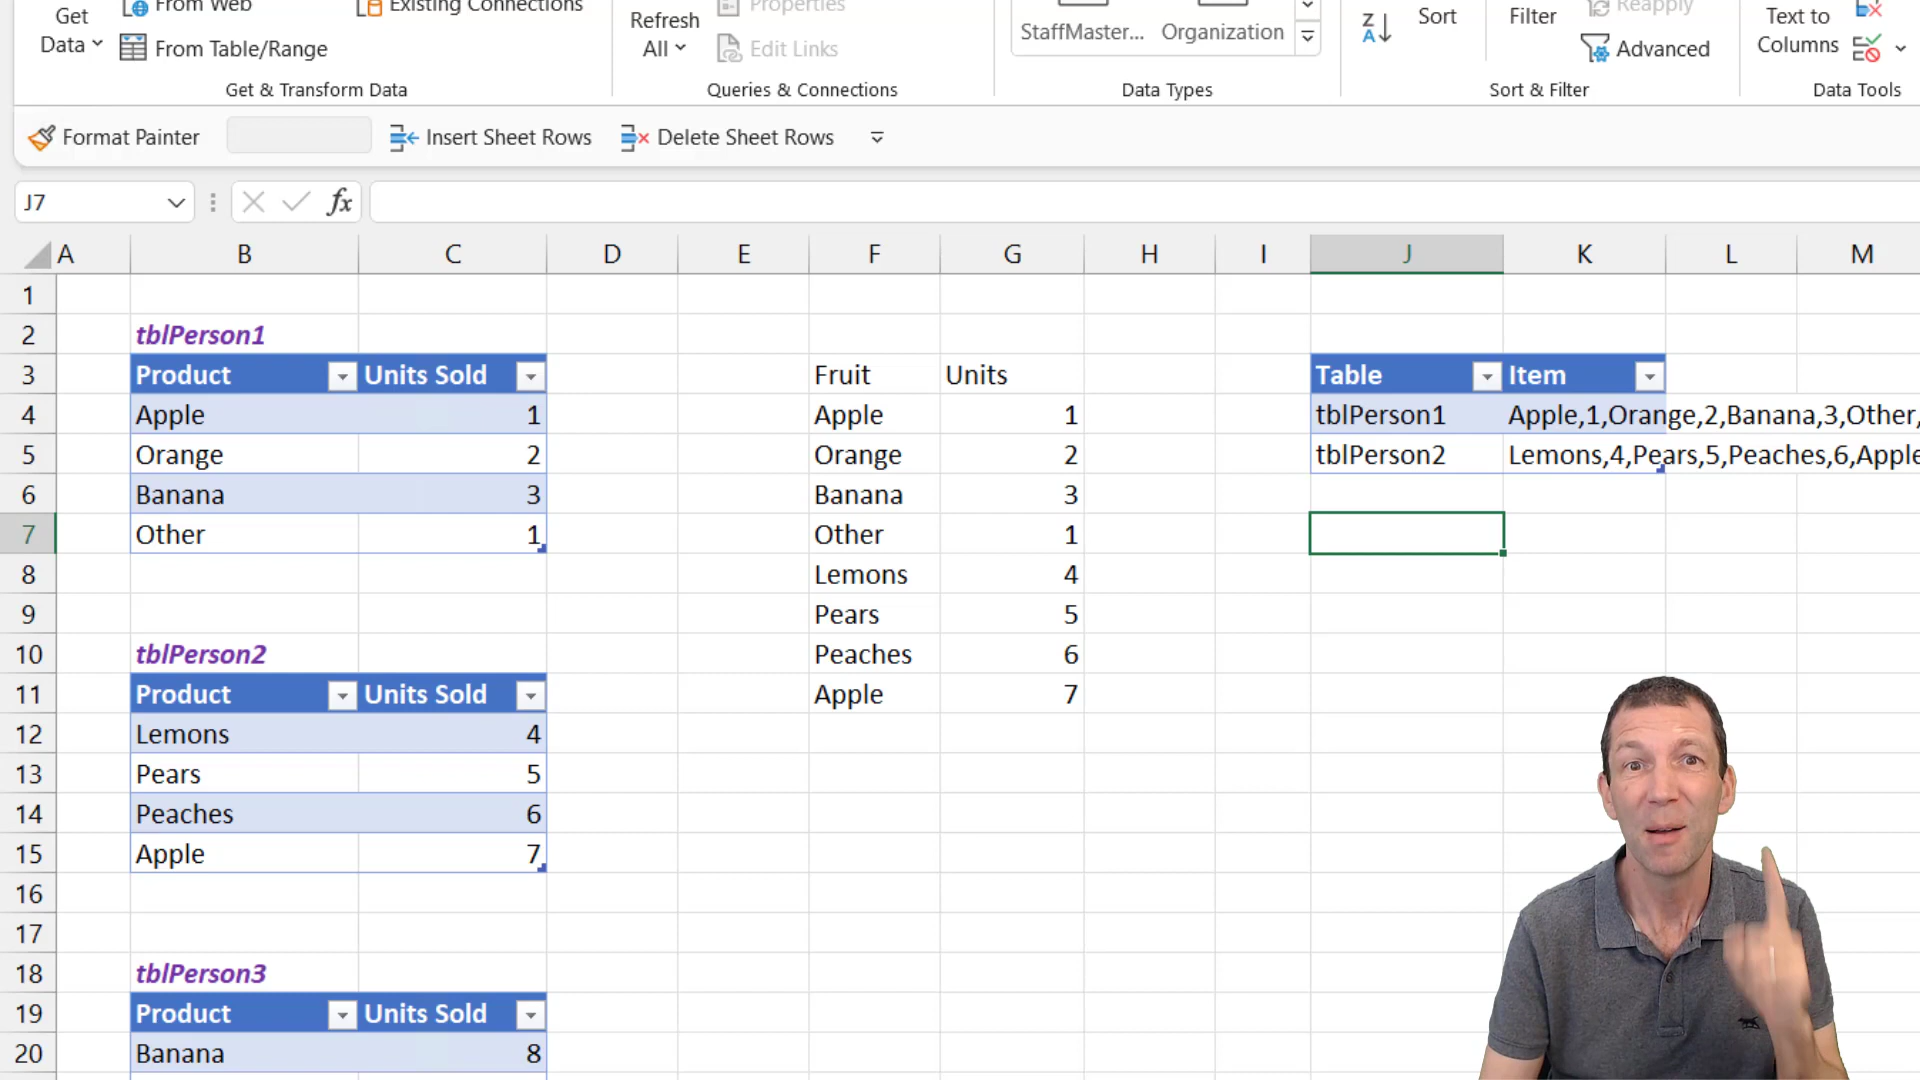 Get
Data
From Web
From Table/Range
Existing Connections
Get & Transform Data
Refresh
All
Properties
Edit Links
Queries & Connections
StaffMaster...
Organization
Data Types
Z
A
Sort
Filter
Reapply
Advanced
Sort & Filter
Text to
Columns
Data Tools
Format Painter
Insert Sheet Rows
Delete Sheet Rows
J7
fx
A B C D E F G H I J K L M
1
2 tblPerson1
3 Product Units Sold Fruit Units Table Item
4 Apple 1 Apple 1 tblPerson1 Apple,1,Orange,2,Banana,3,Other,
5 Orange 2 Orange 2 tblPerson2 Lemons,4,Pears,5,Peaches,6,Apple
6 Banana 3 Banana 3
7 Other 1 Other 1
8 Lemons 4
9 Pears 5
10 tblPerson2 Peaches 6
11 Product Units Sold Apple 7
12 Lemons 4
13 Pears 5
14 Peaches 6
15 Apple 7
16
17
18 tblPerson3
19 Product Units Sold
20 Banana 8